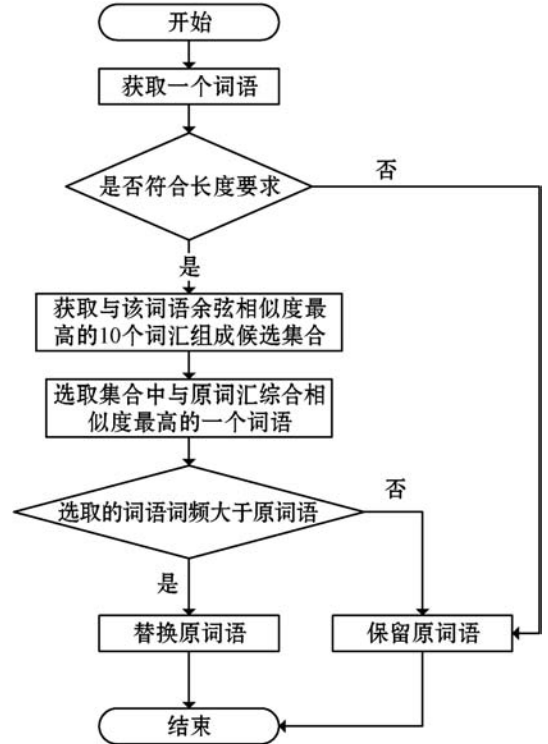 开始
获取一个词语
是否符合长度要求
否
是
获取与该词语余弦相似度最
高的10个词汇组成候选集合
选取集合中与原词汇综合相
似度最高的一个词语
选取的词语词频大于原词语
否
是
替换原词语
保留原词语
结束